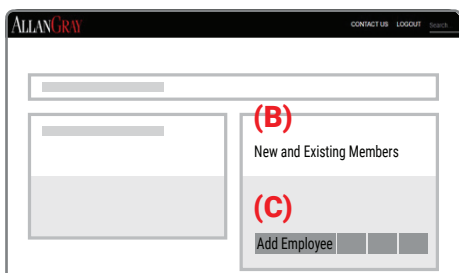 ALLANGRAY CONTACT US LOGOUT Search
(B)
New and Existing Members
(C)
Add Employee